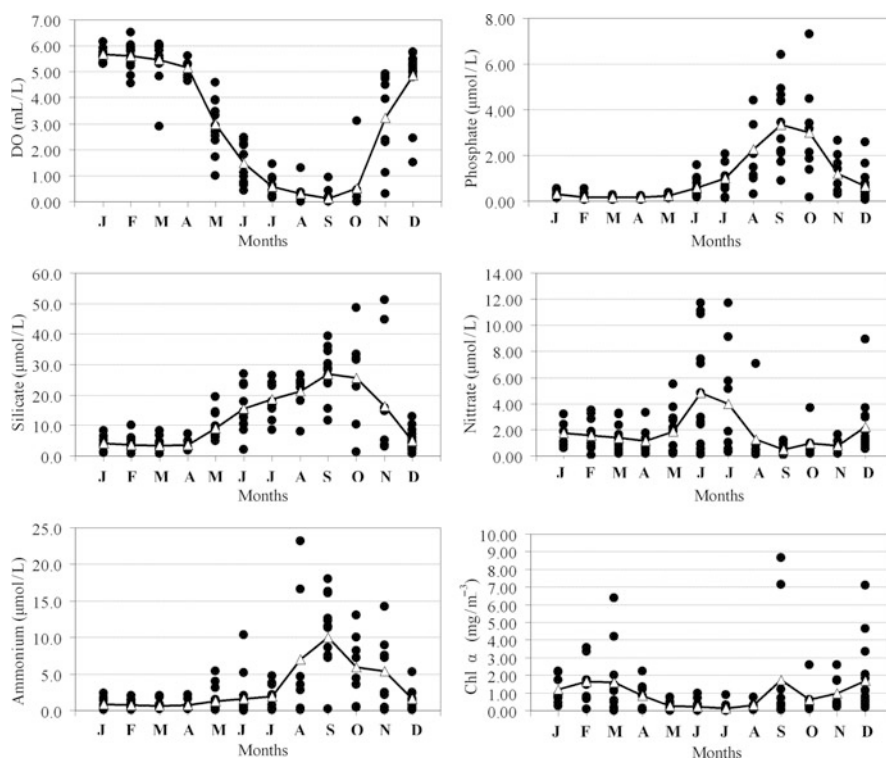 DO (mL/L)
7.00
6.00
5.00
4.00
3.00
2.00
1.00
0.00
J F M A M J J A S O N D
Months
Phosphate (μmol/L)
8.00
6.00
4.00
2.00
0.00
J F M A M J J A S O N D
Months
Silicate (μmol/L)
60.0
50.0
40.0
30.0
20.0
10.0
0.0
J F M A M J J A S O N D
Months
Nittrate (μmol/L)
14.00
12.00
10.00
8.00
6.00
4.00
2.00
0.00
J F M A M J J A S O N D
Months
Ammonium (μmol/L)
25.0
20.0
15.0
10.0
5.0
0.0
J F M A M J J A S O N D
Months
Chl α (mg/m⁻³)
10.00
9.00
8.00
7.00
6.00
5.00
4.00
3.00
2.00
1.00
0.00
J F M A M J J A S O N D
Months